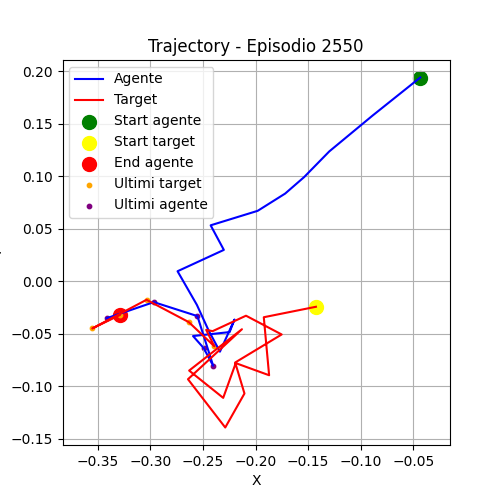 Trajectory - Episodio 2550
Agente
Target
Start agente
Start target
End agente
Ultimi target
Ultimi agente
0.20
0.15
0.10
0.05
0.00
−0.05
−0.10
−0.15
−0.35
−0.30
−0.25
−0.20
−0.15
−0.10
−0.05
X